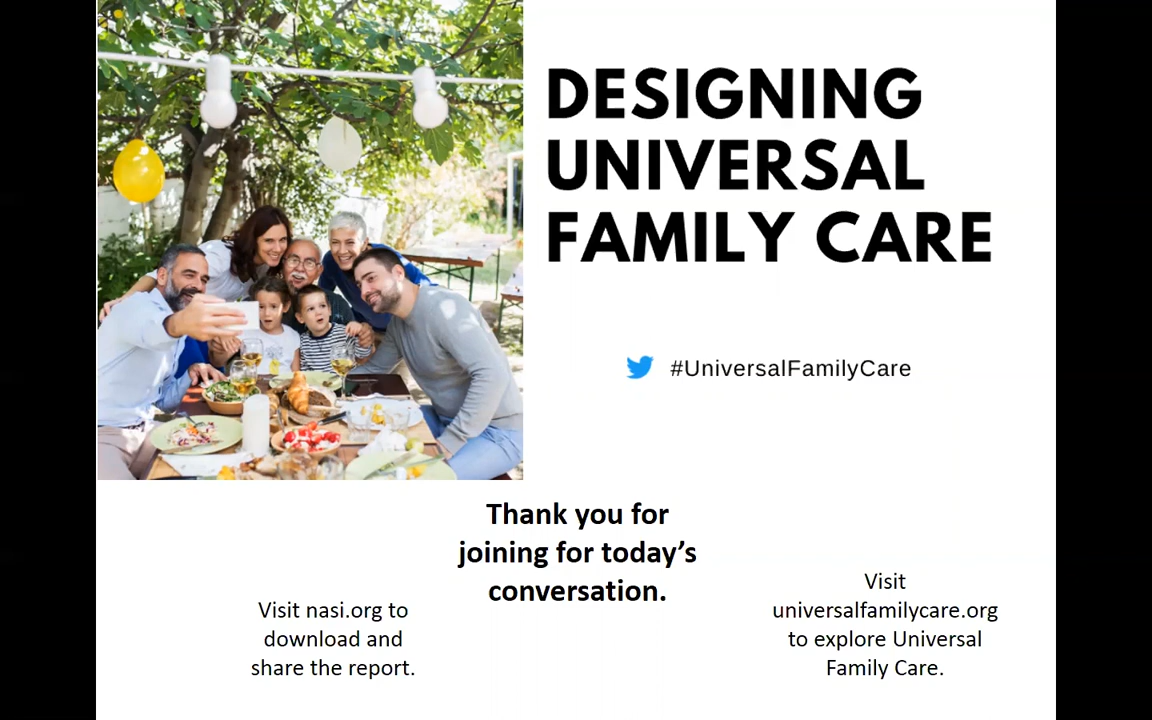 DESIGNING
UNIVERSAL
FAMILY CARE
#UniversalFamilyCare
Thank you for
joining for today’s
conversation.
Visit nasi.org to
download and
share the report.
Visit
universalfamilycare.org
to explore Universal
Family Care.